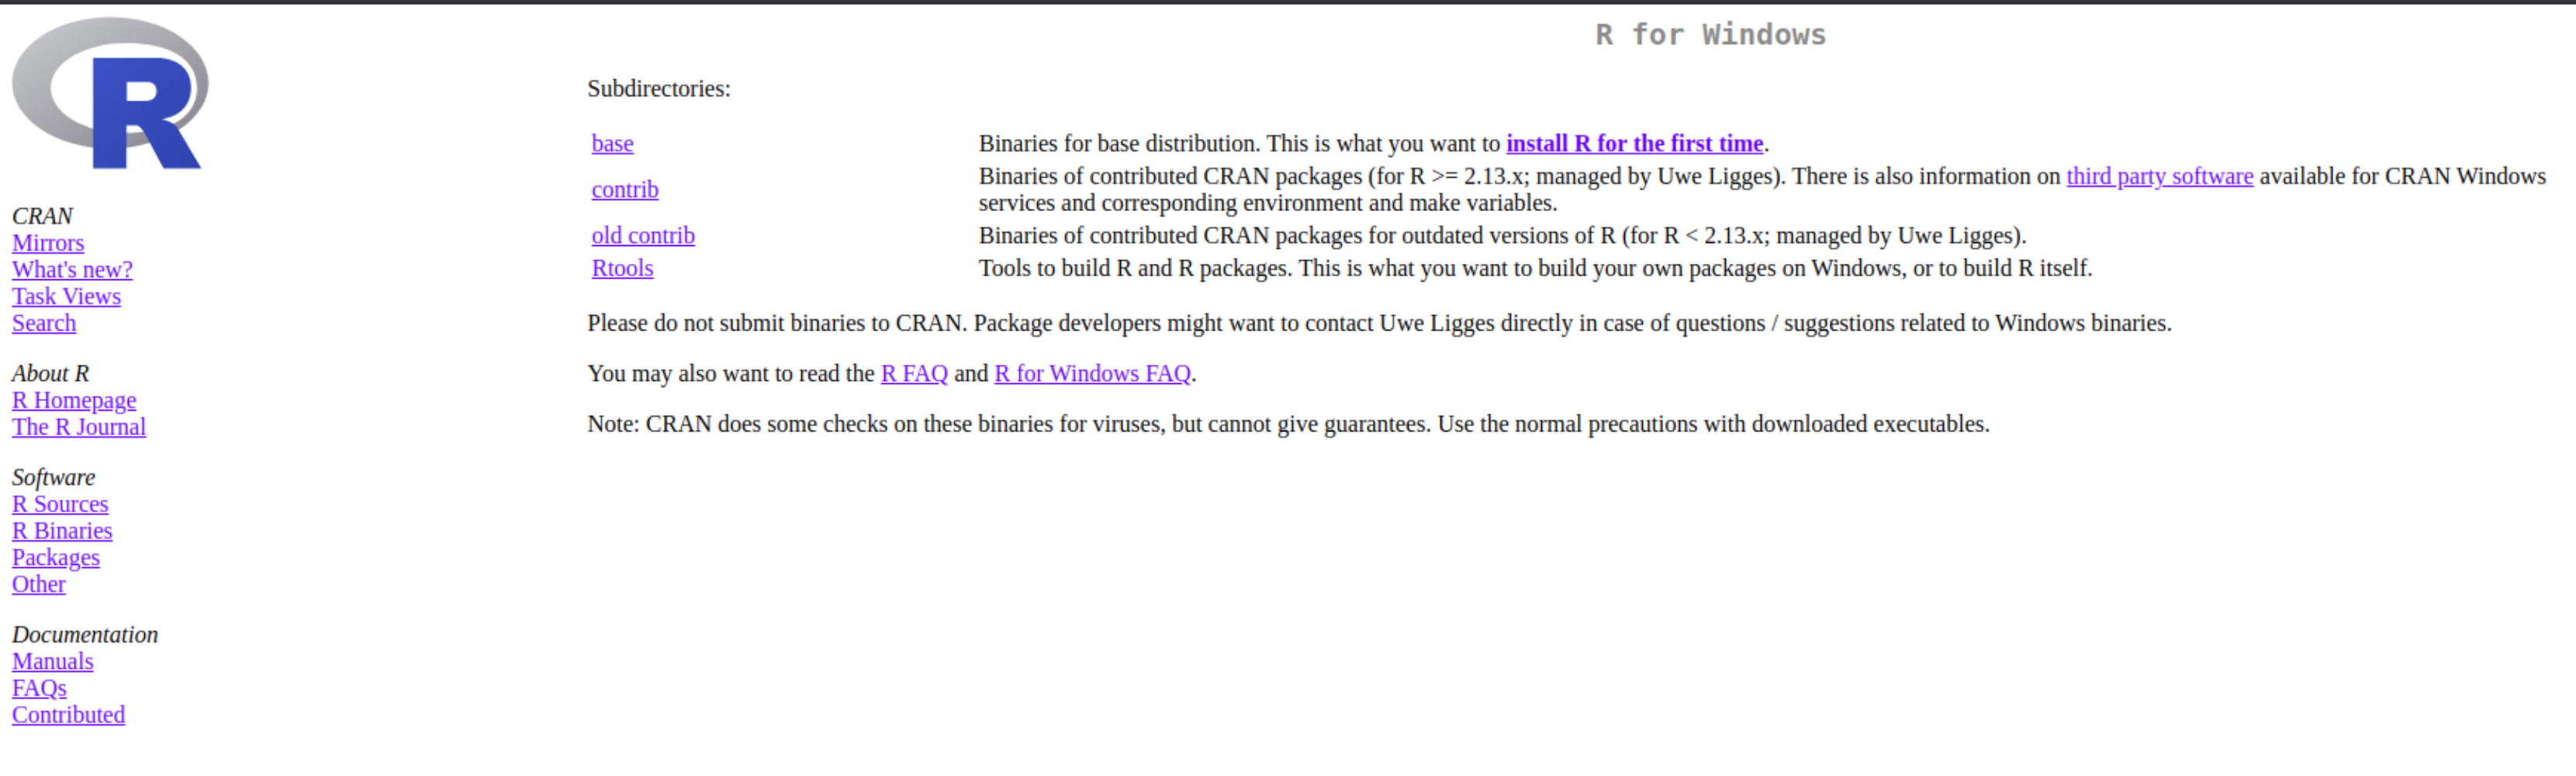 R
CRAN
Mirrors
What's new?
Task Views
Search
About R
R Homepage
The R Journal
Software
R Sources
R Binaries
Packages
Other
Documentation
Manuals
FAQs
Contributed
R for Windows
Subdirectories:
base Binaries for base distribution. This is what you want to install R for the first time.
contrib Binaries of contributed CRAN packages (for R >= 2.13.x; managed by Uwe Ligges). There is also information on third party software available for CRAN Windows
services and corresponding environment and make variables.
old contrib Binaries of contributed CRAN packages for outdated versions of R (for R < 2.13.x; managed by Uwe Ligges).
Rtools Tools to build R and R packages. This is what you want to build your own packages on Windows, or to build R itself.
Please do not submit binaries to CRAN. Package developers might want to contact Uwe Ligges directly in case of questions / suggestions related to Windows binaries.
You may also want to read the R FAQ and R for Windows FAQ.
Note: CRAN does some checks on these binaries for viruses, but cannot give guarantees. Use the normal precautions with downloaded executables.